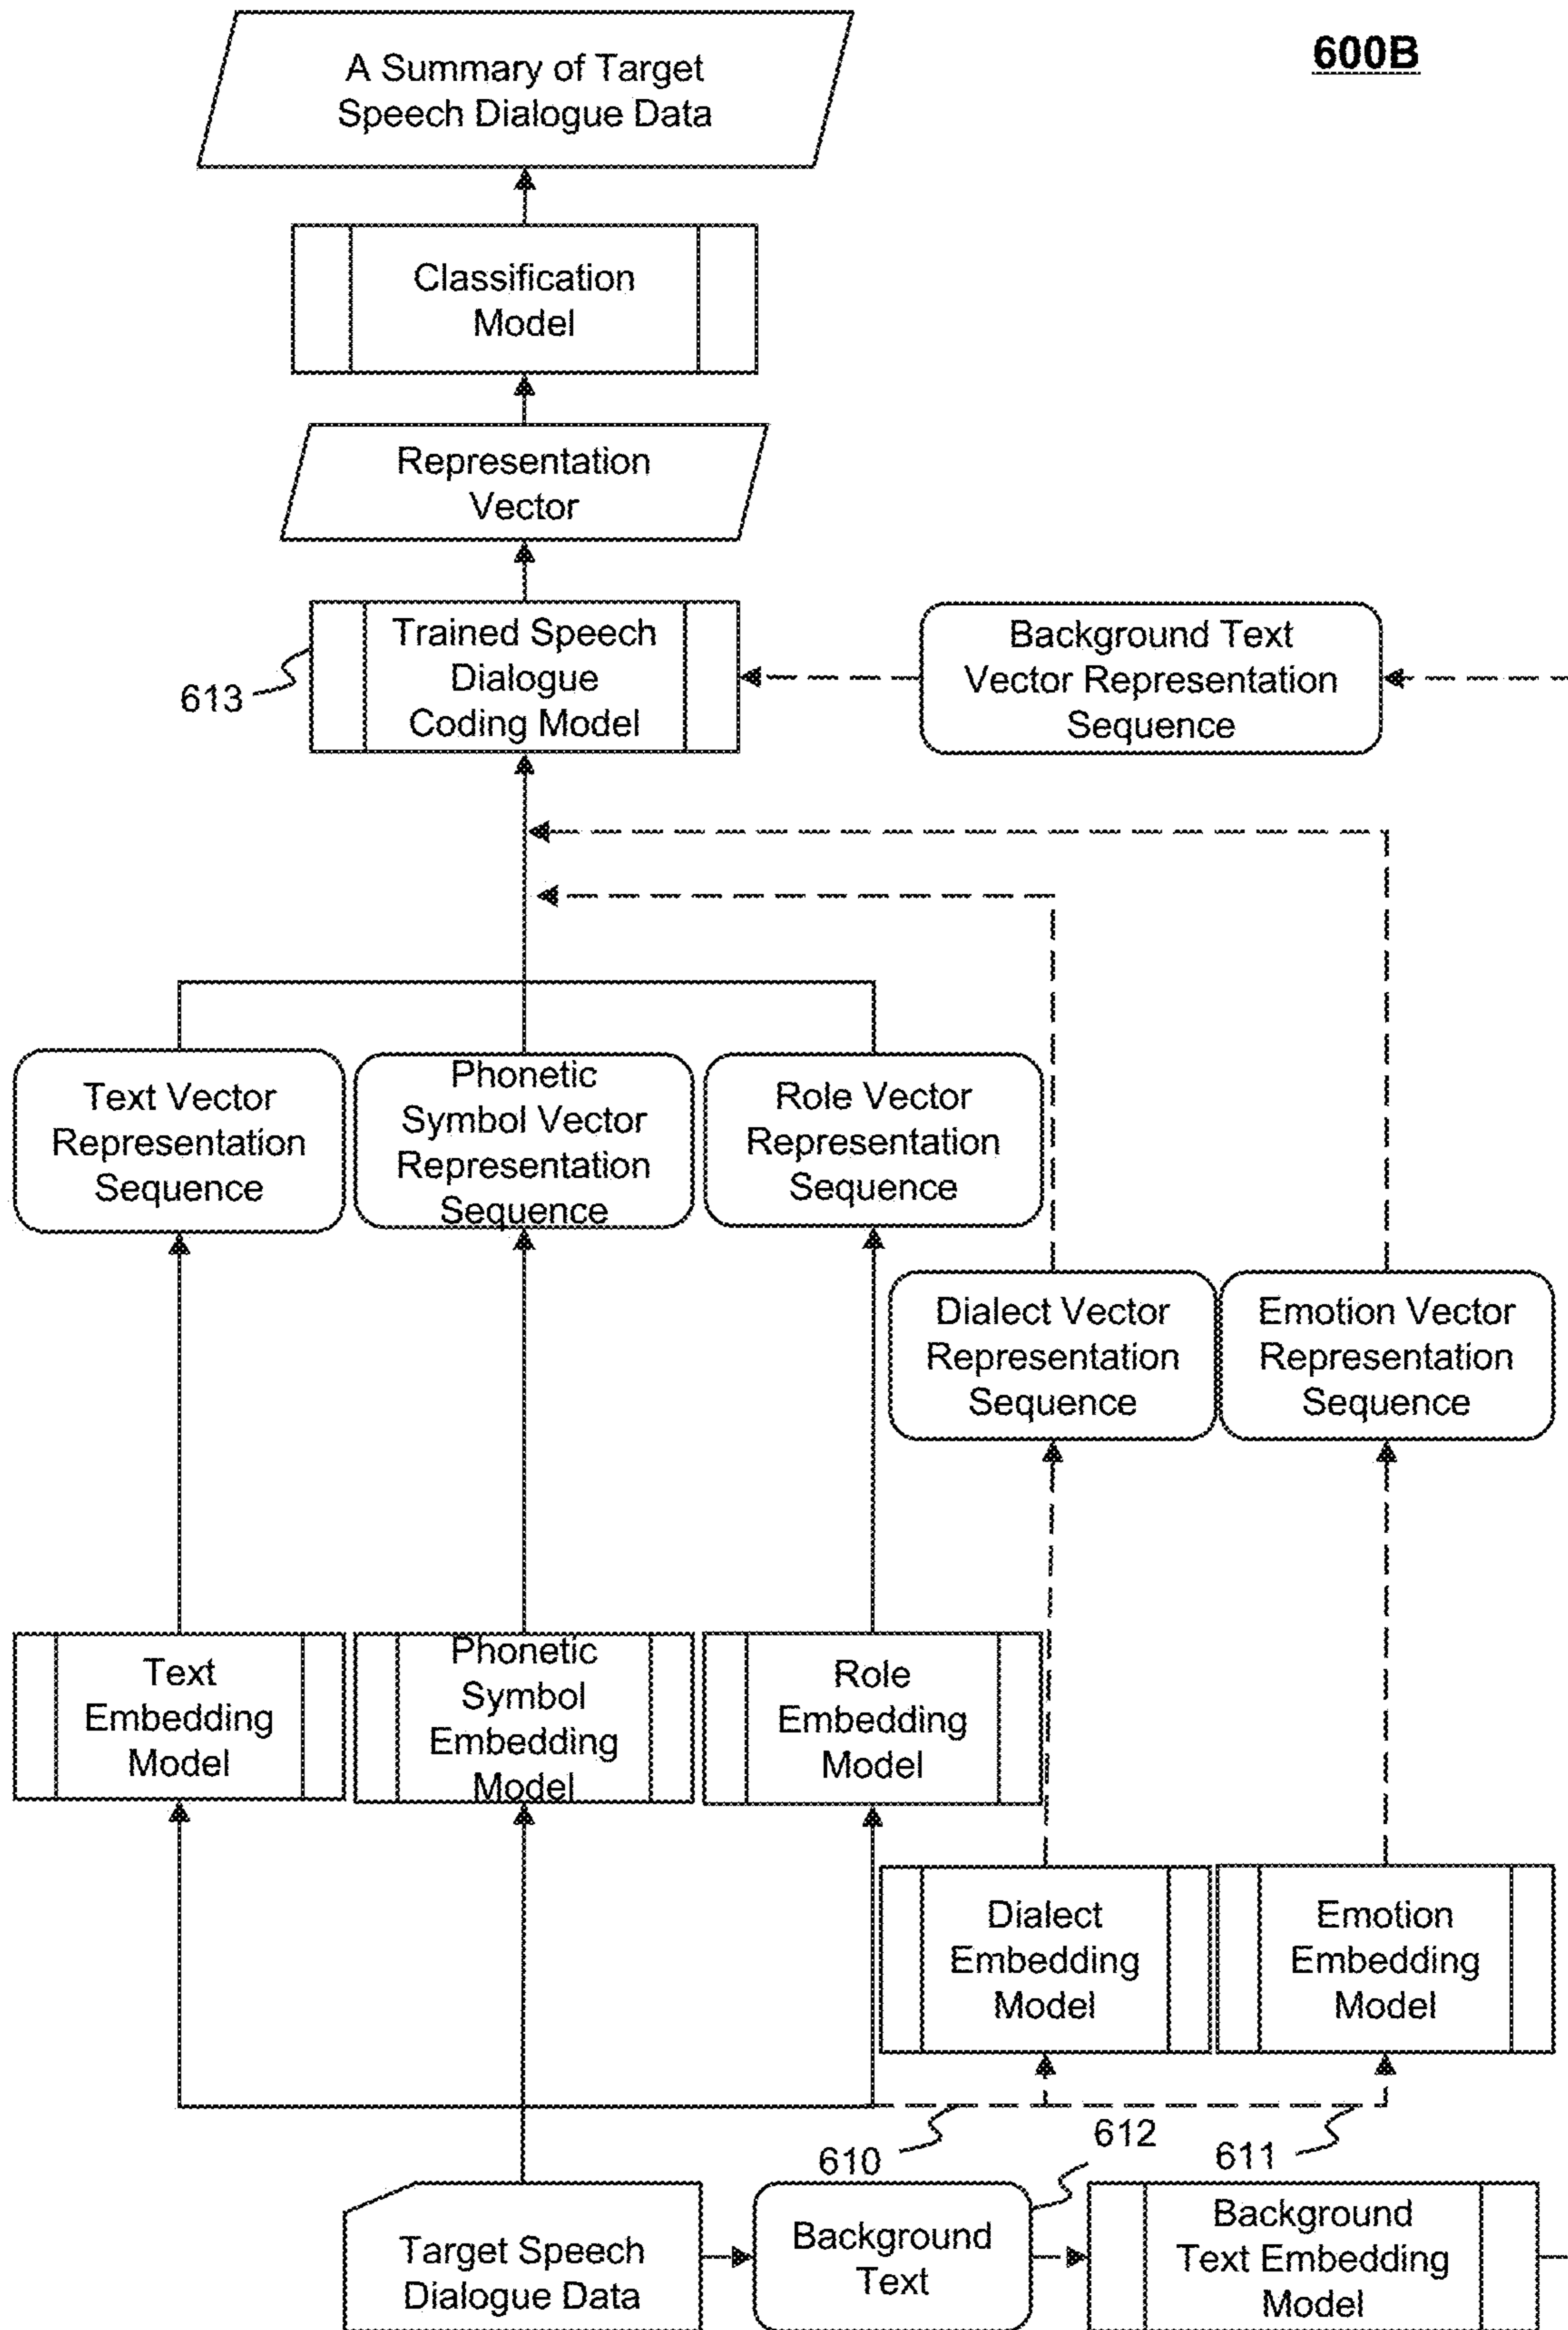 600B
A Summary of Target
Speech Dialogue Data
Classification
Model
Representation
Vector
Trained Speech
Dialogue
Coding Model
613
Background Text
Vector Representation
Sequence
Text Vector
Representation
Sequence
Phonetic
Symbol Vector
Representation
Sequence
Role Vector
Representation
Sequence
Dialect Vector
Representation
Sequence
Emotion Vector
Representation
Sequence
Text
Embedding
Model
Phonetic
Symbol
Embedding
Model
Role
Embedding
Model
Dialect
Embedding
Model
Emotion
Embedding
Model
610
612
611
Target Speech
Dialogue Data
Background
Text
Background
Text Embedding
Model